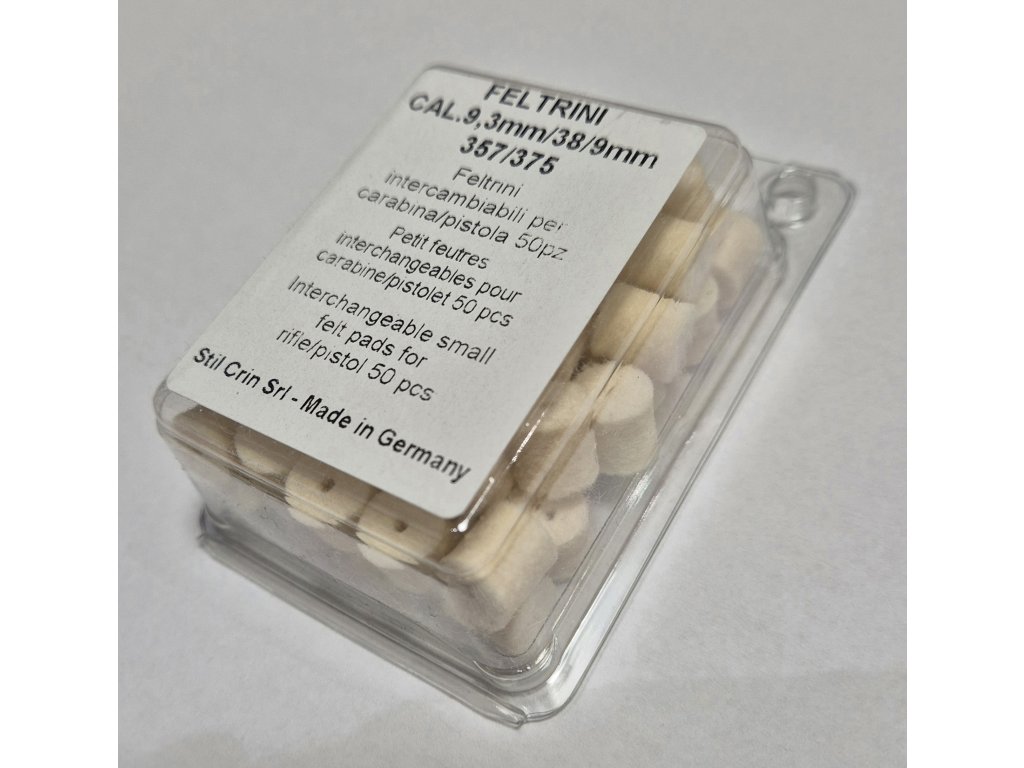 FELTRINI
CAL.9,3mm/38/9mm
357/375
Feltrini
intercambiabili per
carabina/pistola 50pz
Petit feutres
interchangeables pour
carabine/pistolet 50 pcs
Interchangeable small
felt pads for
rifle/pistol 50 pcs
Stil Crin Srl - Made in Germany